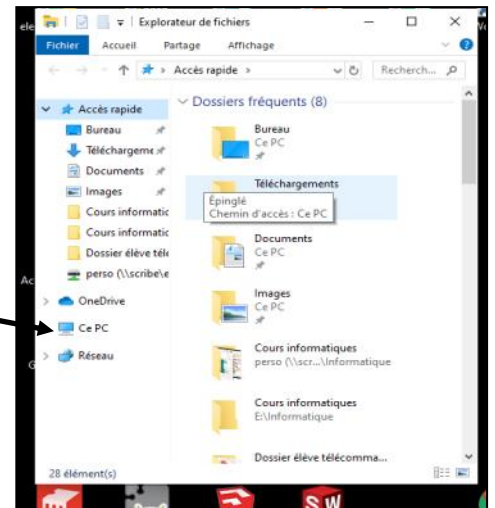 Explorateur de fichiers
Fichier Accueil Partage Affichage
Accès rapide Recherch...
Accès rapide
Bureau
Téléchargeme
Documents
Images
Cours informatic
Cours informatic
Dossier élève télé
perso (\\scribe\e
OneDrive
Ce PC
Réseau
Dossiers fréquents (8)
Bureau
Ce PC
Téléchargements
Épinglé
Chemin d'accès : Ce PC
Documents
Ce PC
Images
Ce PC
Cours informatiques
perso (\\scr...\Informatique
Cours informatiques
E:\Informatique
Dossier élève télécomma...
28 élément(s)